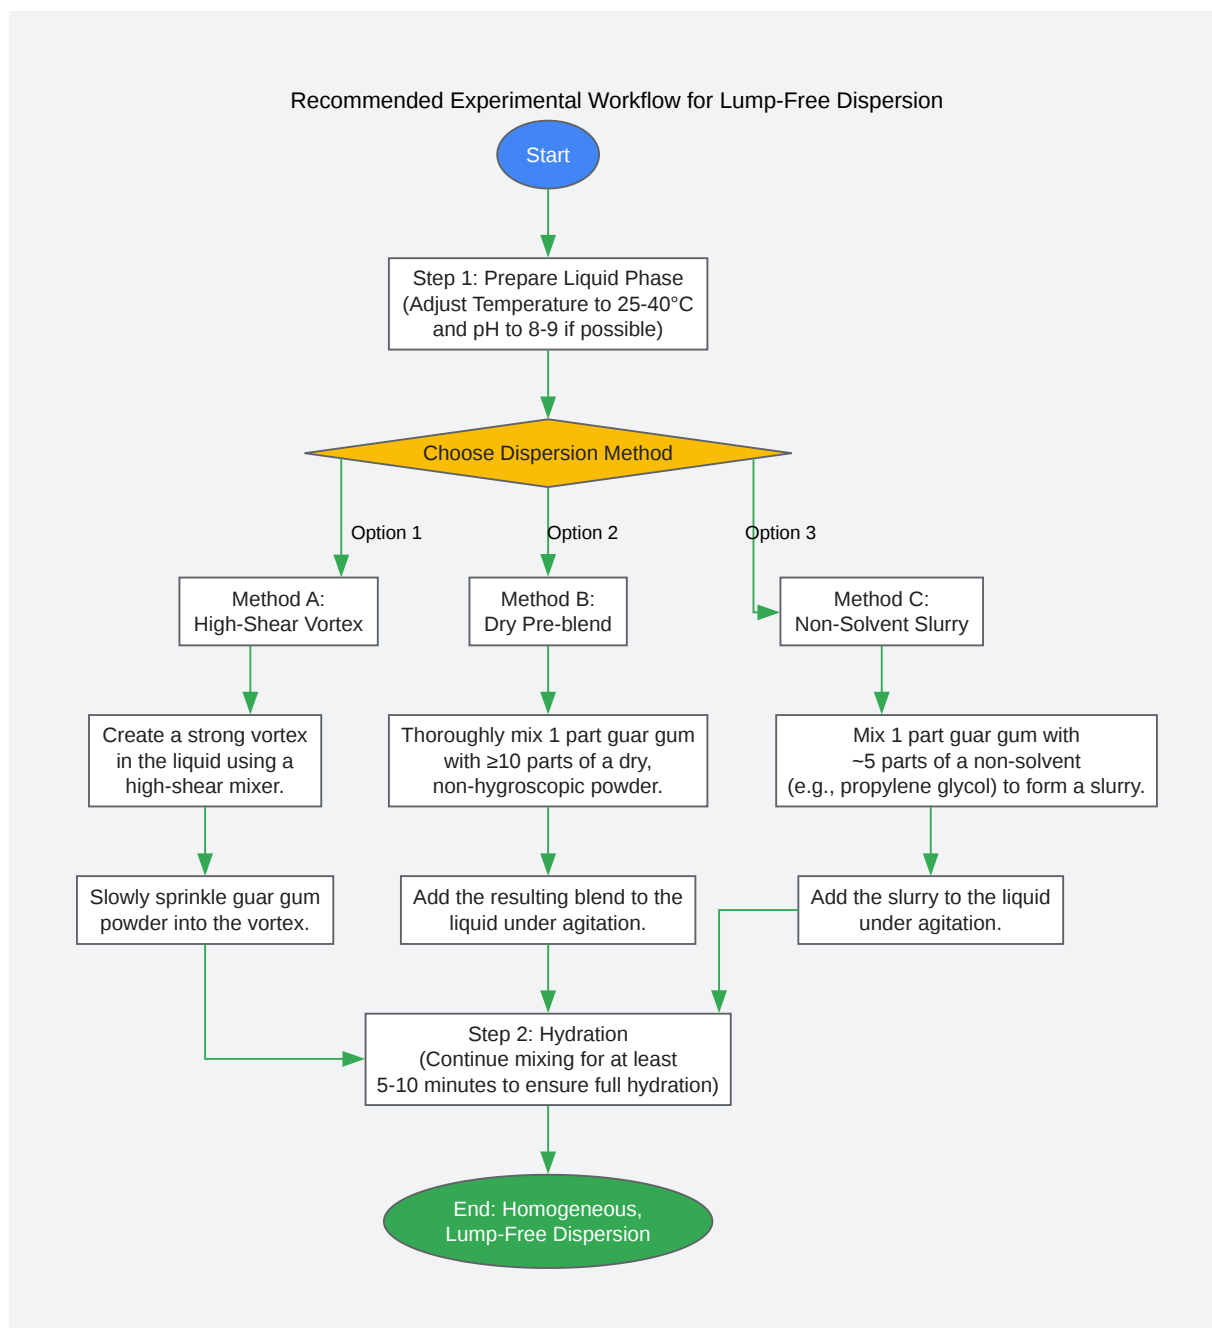 Recommended Experimental Workflow for Lump-Free Dispersion
Start
Step 1: Prepare Liquid Phase
(Adjust Temperature to 25-40°C
and pH to 8-9 if possible)
Choose Dispersion Method
Option 1
Option 2
Option 3
Method A:
High-Shear Vortex
Method B:
Dry Pre-blend
Method C:
Non-Solvent Slurry
Create a strong vortex
in the liquid using a
high-shear mixer.
Thoroughly mix 1 part guar gum
with ≥10 parts of a dry,
non-hygroscopic powder.
Mix 1 part guar gum with
~5 parts of a non-solvent
(e.g., propylene glycol) to form a slurry.
Slowly sprinkle guar gum
powder into the vortex.
Add the resulting blend to the
liquid under agitation.
Add the slurry to the liquid
under agitation.
Step 2: Hydration
(Continue mixing for at least
5-10 minutes to ensure full hydration)
End: Homogeneous,
Lump-Free Dispersion